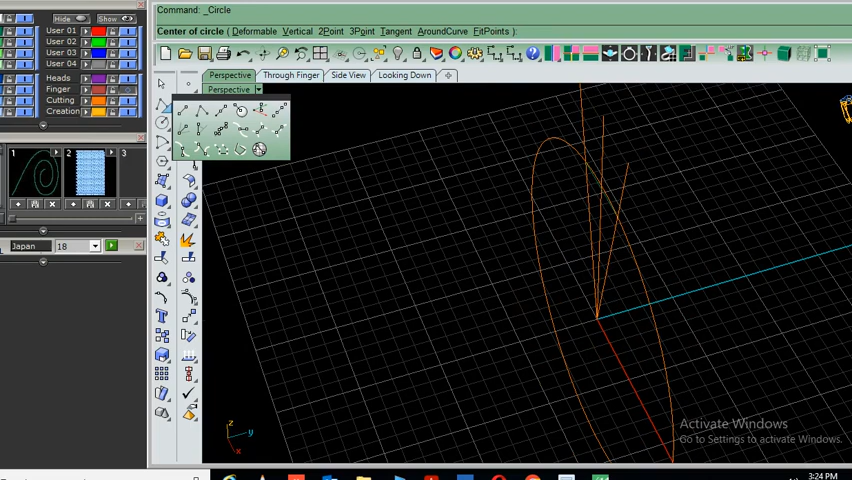 Command: _Circle
Center of circle ( Deformable Vertical 2Point 3Point Tangent AroundCurve FitPoints ):
Hide Show
User 01
User 02
User 03
User 04
Heads
Finger
Cutting
Creation
Perspective Through Finger Side View Looking Down
Perspective
1 2 3
Japan 18
z
y
x
Activate Windows
Go to Settings to activate Windows.
3:24 PM